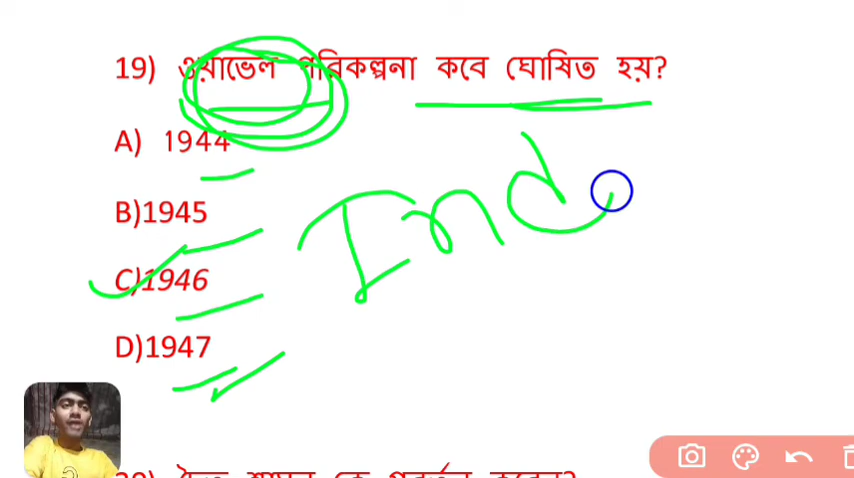 19) ওয়াভেল পরিকল্পনা কবে ঘোষিত হয়?
A) 1944
B)1945
C)1946
D)1947
Ind